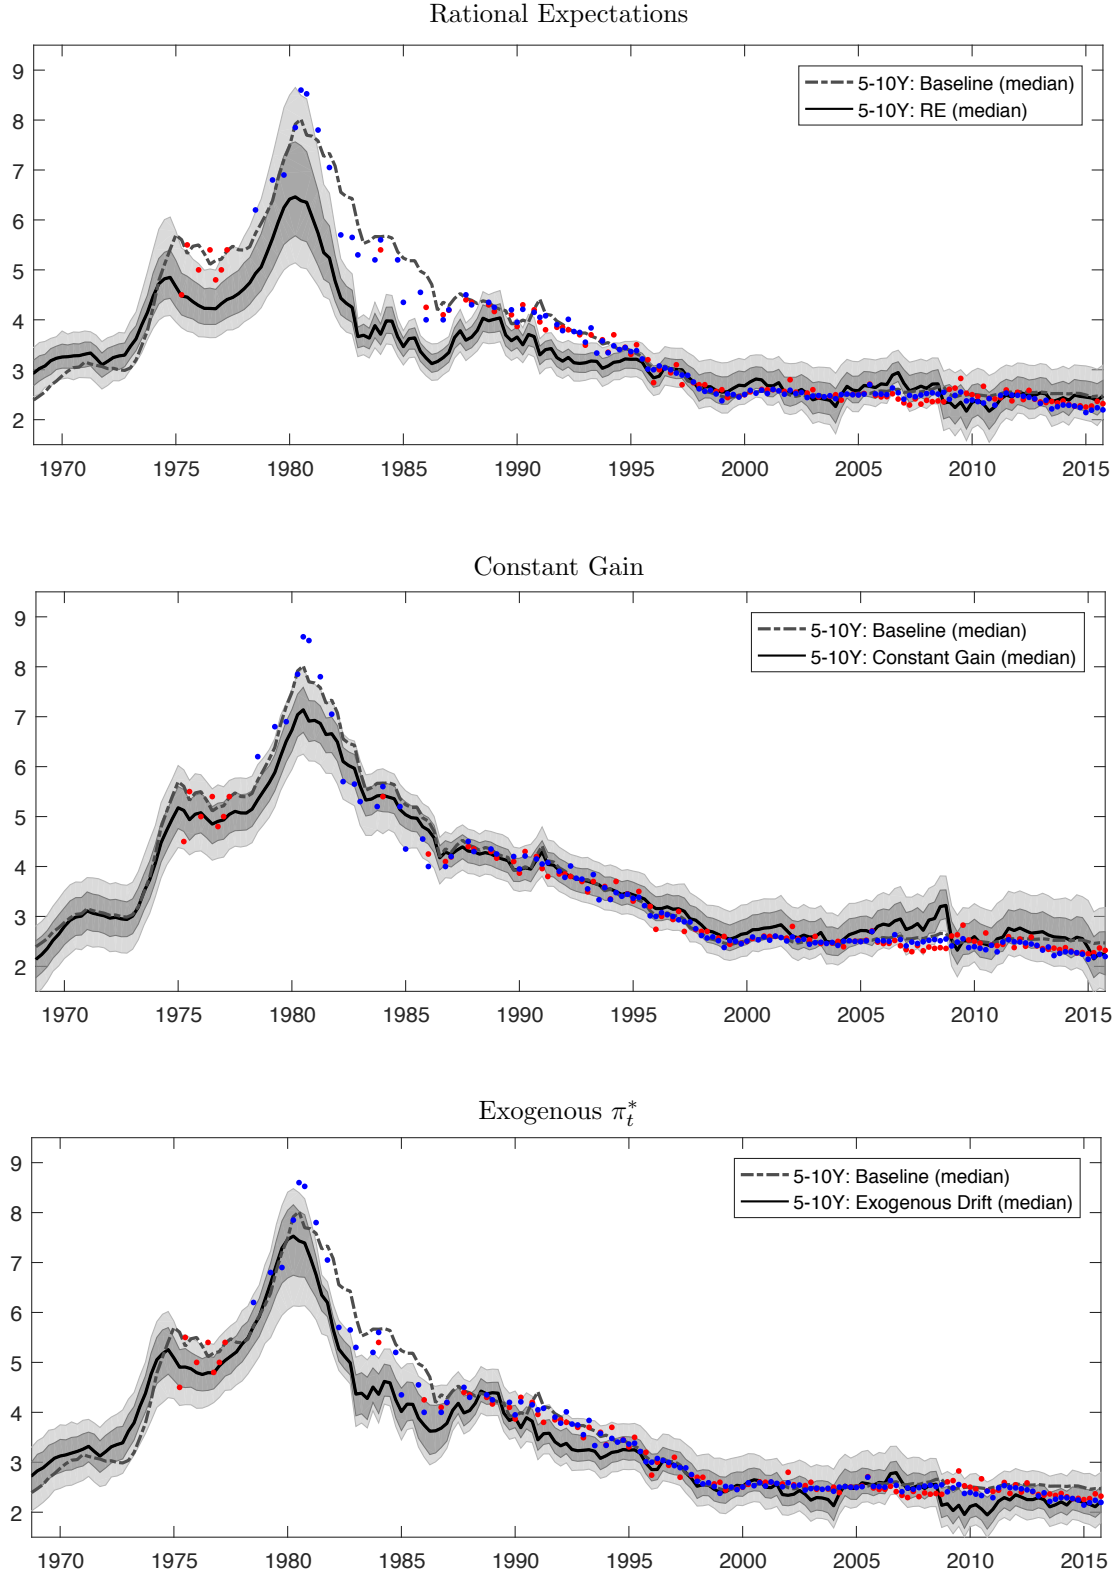 Rational Expectations
9
8
7
6
5
4
3
2
5-10Y: Baseline (median)
5-10Y: RE (median)
1970 1975 1980 1985 1990 1995 2000 2005 2010 2015
Constant Gain
9
8
7
6
5
4
3
2
5-10Y: Baseline (median)
5-10Y: Constant Gain (median)
1970 1975 1980 1985 1990 1995 2000 2005 2010 2015
Exogenous π*t
9
8
7
6
5
4
3
2
5-10Y: Baseline (median)
5-10Y: Exogenous Drift (median)
1970 1975 1980 1985 1990 1995 2000 2005 2010 2015